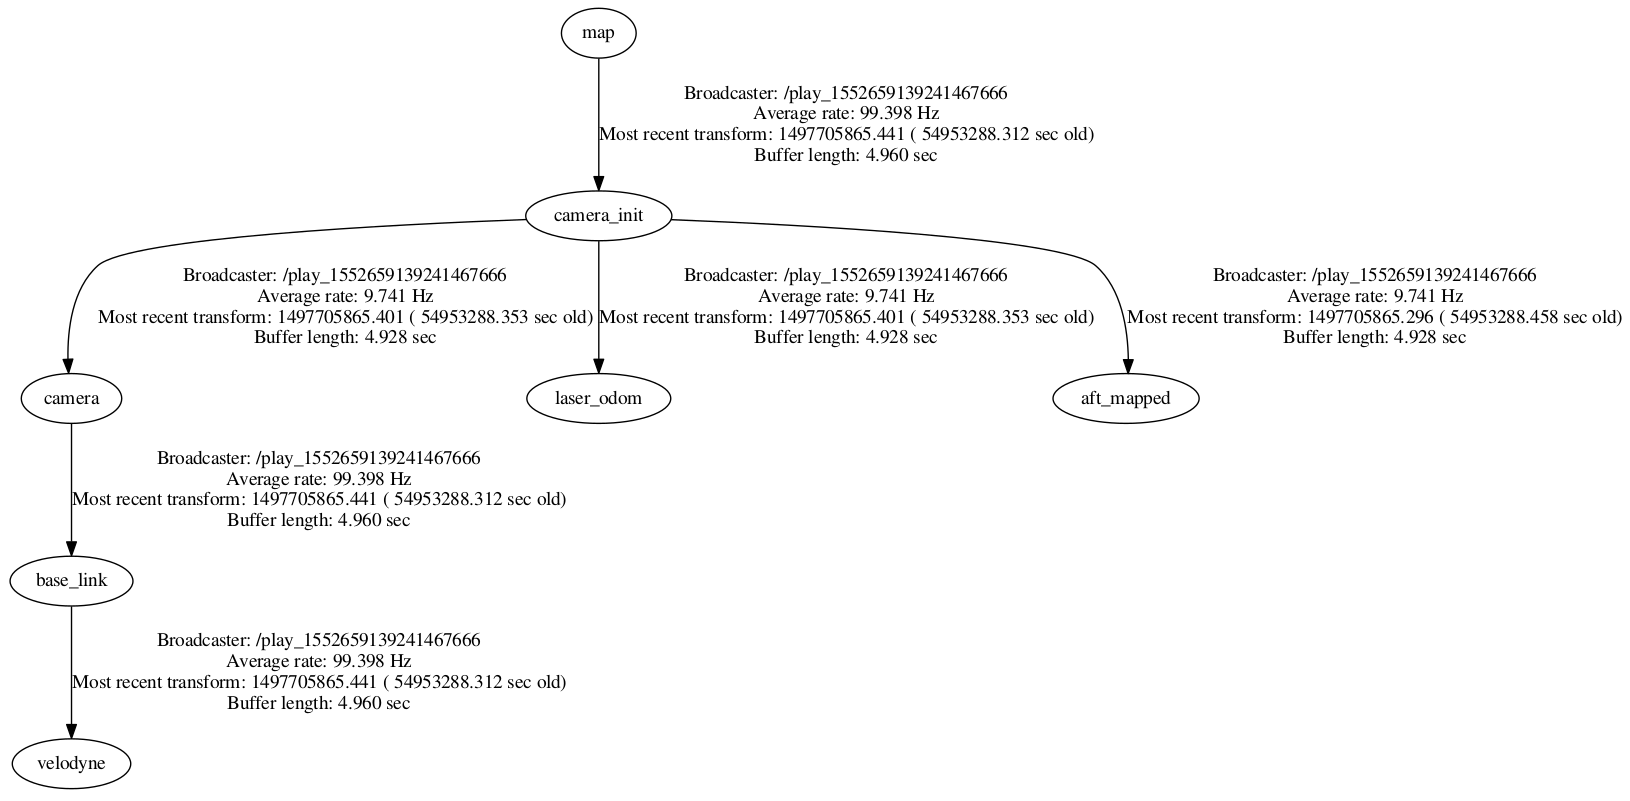 map
Broadcaster: /play_1552659139241467666
Average rate: 99.398 Hz
Most recent transform: 1497705865.441 ( 54953288.312 sec old)
Buffer length: 4.960 sec
camera_init
Broadcaster: /play_1552659139241467666
Average rate: 9.741 Hz
Most recent transform: 1497705865.401 ( 54953288.353 sec old)
Buffer length: 4.928 sec
Broadcaster: /play_1552659139241467666
Average rate: 9.741 Hz
Most recent transform: 1497705865.401 ( 54953288.353 sec old)
Buffer length: 4.928 sec
Broadcaster: /play_1552659139241467666
Average rate: 9.741 Hz
Most recent transform: 1497705865.296 ( 54953288.458 sec old)
Buffer length: 4.928 sec
camera
laser_odom
aft_mapped
Broadcaster: /play_1552659139241467666
Average rate: 99.398 Hz
Most recent transform: 1497705865.441 ( 54953288.312 sec old)
Buffer length: 4.960 sec
base_link
Broadcaster: /play_1552659139241467666
Average rate: 99.398 Hz
Most recent transform: 1497705865.441 ( 54953288.312 sec old)
Buffer length: 4.960 sec
velodyne